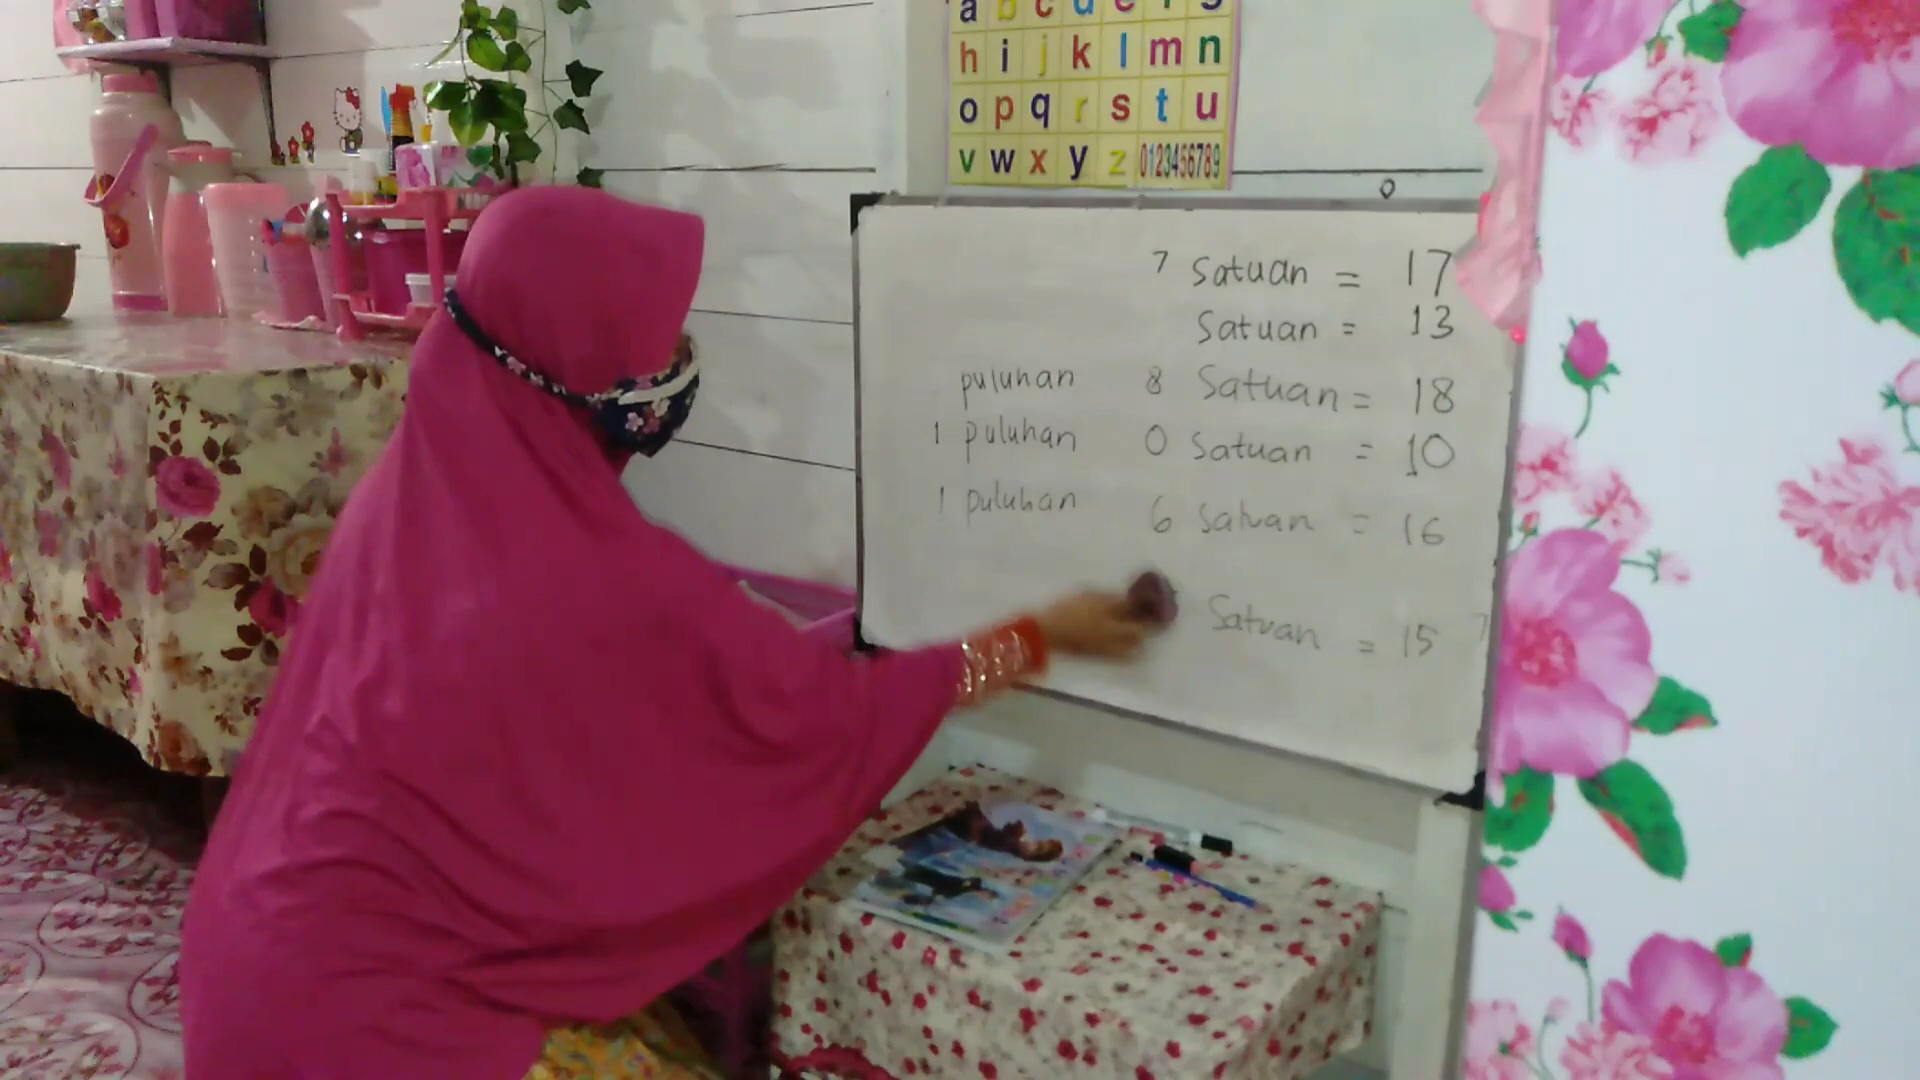 a b c d e f g
h i j k l m n
o p q r s t u
v w x y z 0123456789
7 Satuan = 17
Satuan = 13
puluhan 8 Satuan = 18
1 puluhan 0 Satuan = 10
1 puluhan 6 Satuan = 16
Satuan = 15